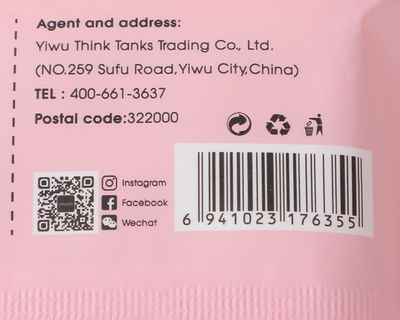 Agent and address:
Yiwu Think Tanks Trading Co., Ltd.
(NO.259 Sufu Road,Yiwu City,China)
TEL : 400-661-3637
Postal code:322000
Instagram
Facebook
Wechat
6 941023 176355